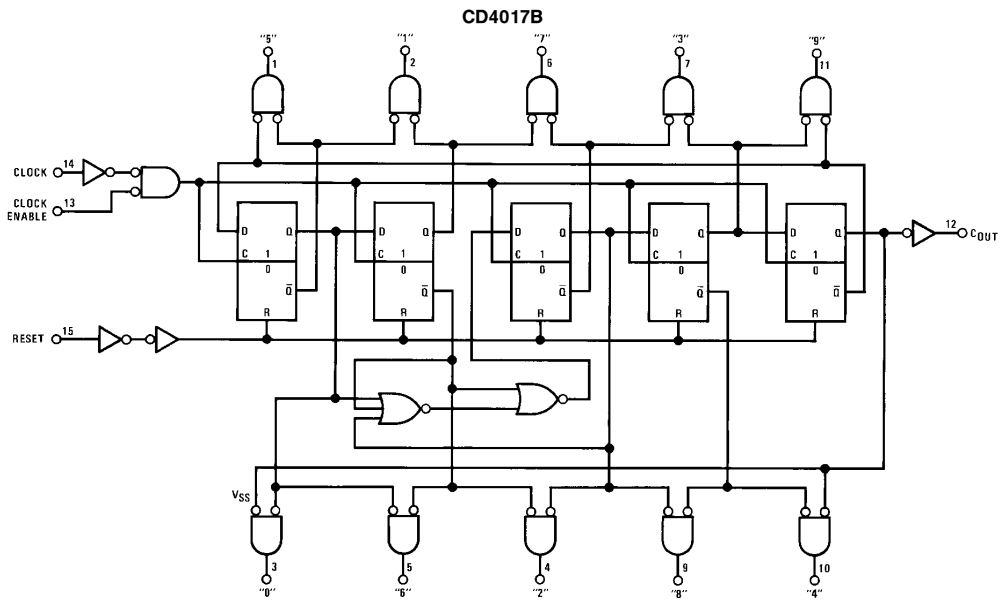 CD4017B
"5" "1" "7" "3" "9"
1 2 6 7 11
CLOCK 14
CLOCK ENABLE 13
D Q C 1 0 Q̅ R
D Q C 1 0 Q̅ R
D Q C 1 0 Q̅ R
D Q C 1 0 Q̅ R
D Q C 1 0 Q̅ R
12 COUT
RESET 15
VSS
3 5 4 9 10
"0" "6" "2" "8" "4"